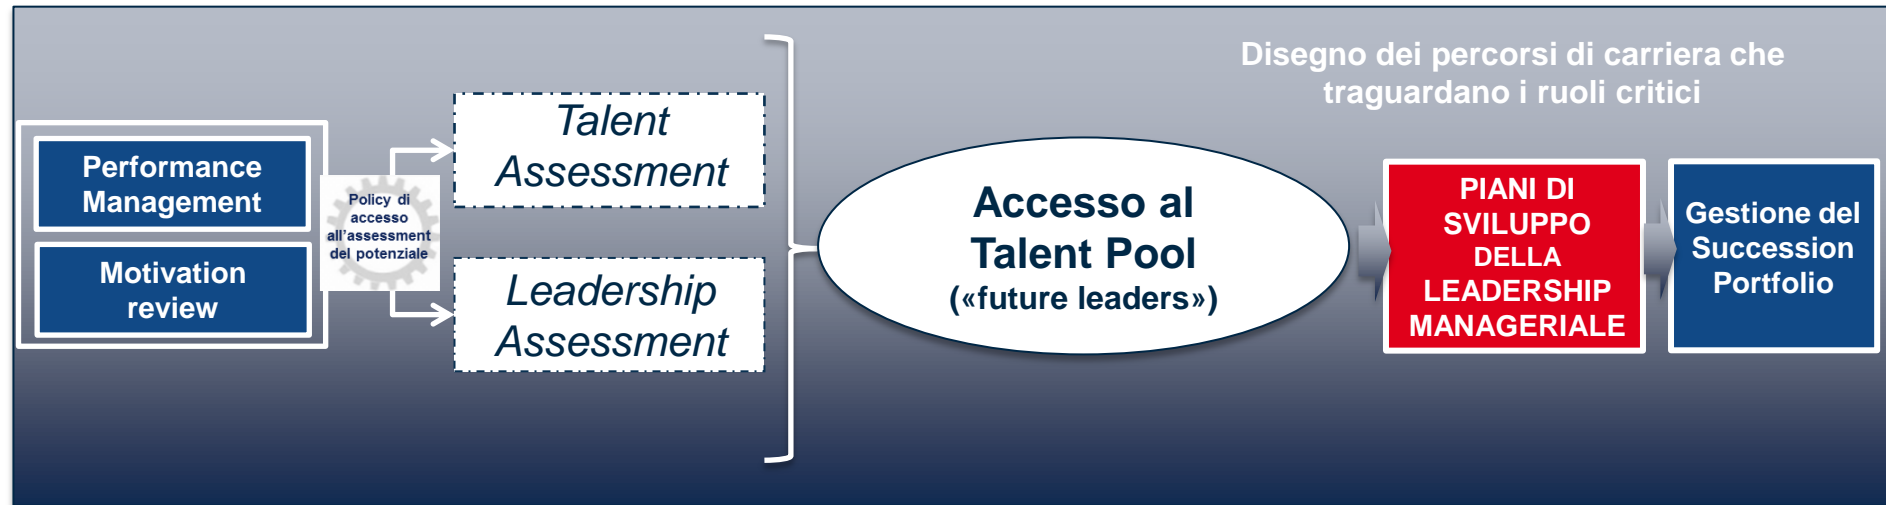 Disegno dei percorsi di carriera che
traguardano i ruoli critici
Performance
Management
Motivation
review
Policy di
accesso
all'assessment
del potenziale
Talent
Assessment
Leadership
Assessment
Accesso al
Talent Pool
(«future leaders»)
PIANI DI
SVILUPPO
DELLA
LEADERSHIP
MANAGERIALE
Gestione del
Succession
Portfolio